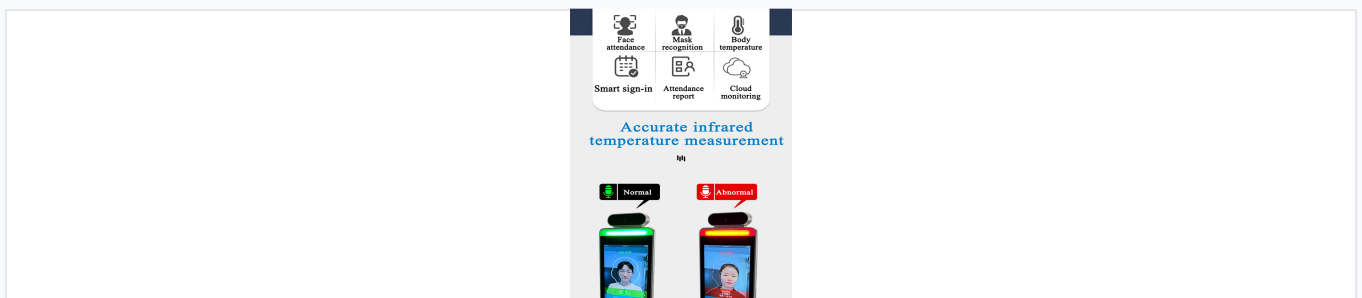 Face
attendance
Mask
recognition
Body
temperature
Smart sign-in
Attendance
report
Cloud
monitoring
Accurate infrared
temperature measurement
Normal
Abnormal